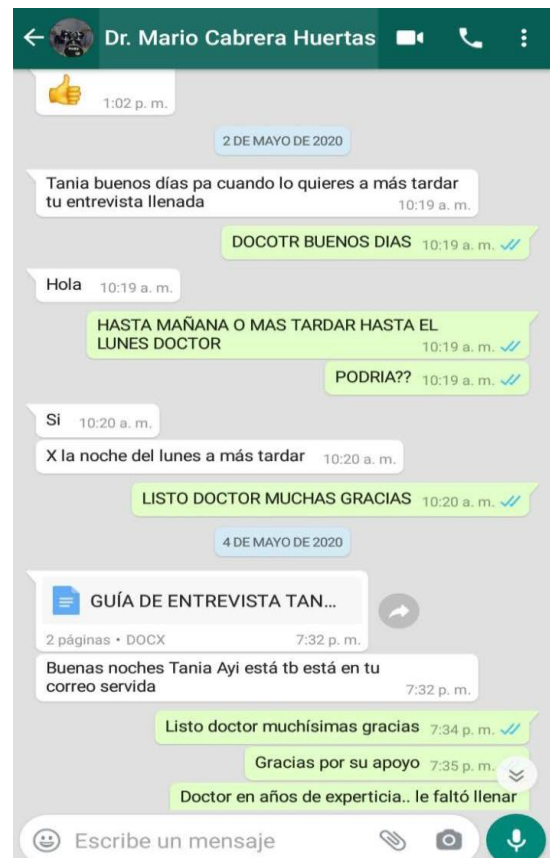 Dr. Mario Cabrera Huertas
1:02 p. m.
2 DE MAYO DE 2020
Tania buenos días pa cuando lo quieres a más tardar
tu entrevista llenada
10:19 a. m.
DOCOTR BUENOS DIAS 10:19 a. m.
Hola 10:19 a. m.
HASTA MAÑANA O MAS TARDAR HASTA EL
LUNES DOCTOR
10:19 a. m.
PODRIA?? 10:19 a. m.
Si 10:20 a. m.
X la noche del lunes a más tardar 10:20 a. m.
LISTO DOCTOR MUCHAS GRACIAS 10:20 a. m.
4 DE MAYO DE 2020
GUÍA DE ENTREVISTA TAN...
2 páginas • DOCX 7:32 p. m.
Buenas noches Tania Ayi está tb está en tu
correo servida
7:32 p. m.
Listo doctor muchísimas gracias 7:34 p. m.
Gracias por su apoyo 7:35 p. m.
Doctor en años de experticia.. le faltó llenar
Escribe un mensaje